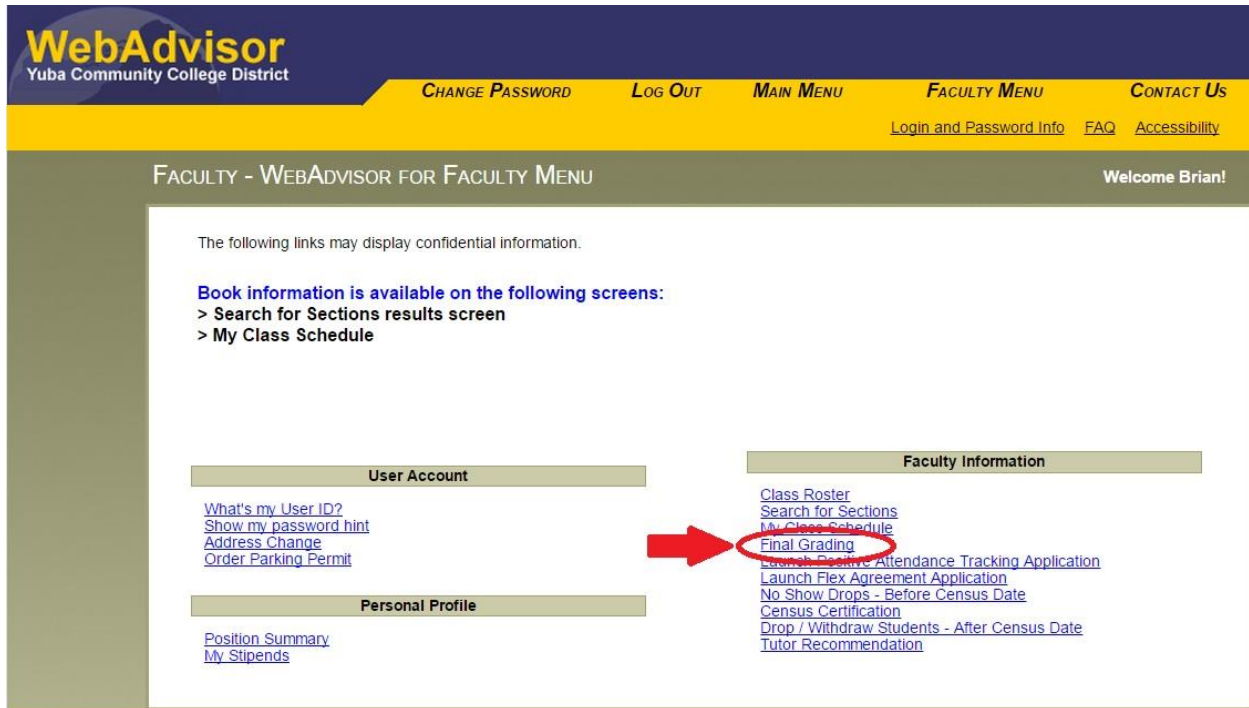 WebAdvisor
Yuba Community College District
CHANGE PASSWORD LOG OUT MAIN MENU FACULTY MENU CONTACT US
Login and Password Info FAQ Accessibility
FACULTY - WEBADVISOR FOR FACULTY MENU Welcome Brian!
The following links may display confidential information.
Book information is available on the following screens:
> Search for Sections results screen
> My Class Schedule
User Account
What's my User ID?
Show my password hint
Address Change
Order Parking Permit
Personal Profile
Position Summary
My Stipends
Faculty Information
Class Roster
Search for Sections
My Class Schedule
Final Grading
Launch Positive Attendance Tracking Application
Launch Flex Agreement Application
No Show Drops - Before Census Date
Census Certification
Drop / Withdraw Students - After Census Date
Tutor Recommendation